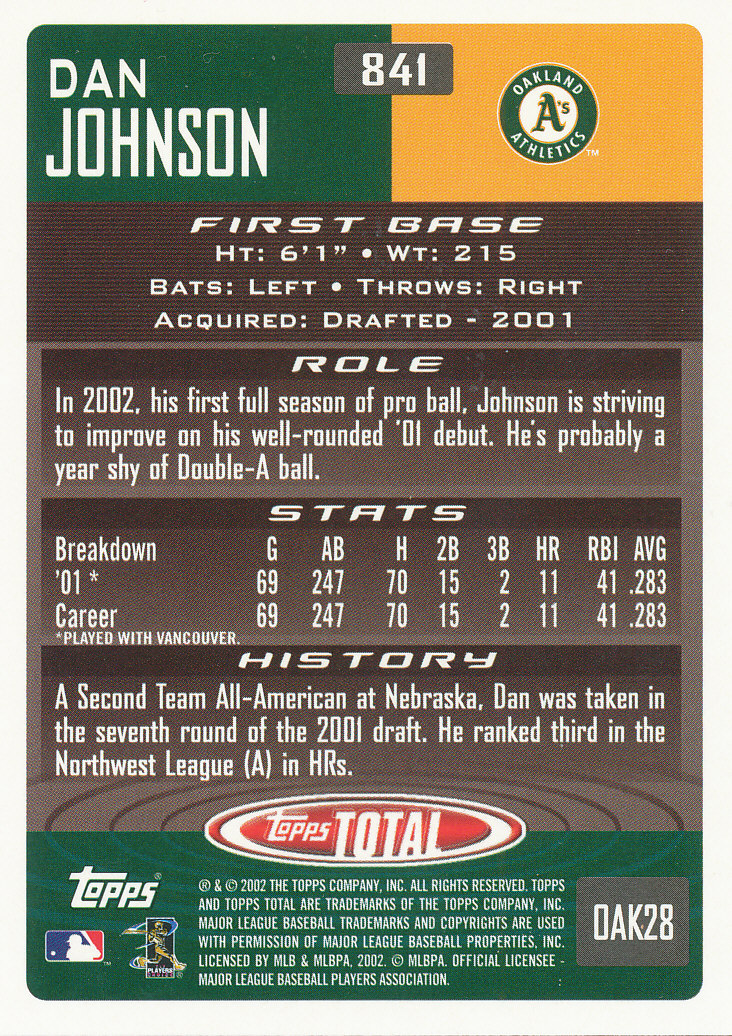 DAN
JOHNSON
841
OAKLAND
A's
ATHLETICS
TM
FIRST BASE
HT: 6'1" • WT: 215
BATS: LEFT • THROWS: RIGHT
ACQUIRED: DRAFTED - 2001
ROLE
In 2002, his first full season of pro ball, Johnson is striving
to improve on his well-rounded '01 debut. He's probably a
year shy of Double-A ball.
STATS
Breakdown G AB H 2B 3B HR RBI AVG
'01 * 69 247 70 15 2 11 41 .283
Career 69 247 70 15 2 11 41 .283
*PLAYED WITH VANCOUVER.
HISTORY
A Second Team All-American at Nebraska, Dan was taken in
the seventh round of the 2001 draft. He ranked third in the
Northwest League (A) in HRs.
Topps TOTAL
Topps®
® & © 2002 THE TOPPS COMPANY, INC. ALL RIGHTS RESERVED. TOPPS
AND TOPPS TOTAL ARE TRADEMARKS OF THE TOPPS COMPANY, INC.
MAJOR LEAGUE BASEBALL TRADEMARKS AND COPYRIGHTS ARE USED
WITH PERMISSION OF MAJOR LEAGUE BASEBALL PROPERTIES, INC.
LICENSED BY MLB & MLBPA, 2002. © MLBPA. OFFICIAL LICENSEE -
MAJOR LEAGUE BASEBALL PLAYERS ASSOCIATION.
TM
PLAYERS
CHOICE
OAK28